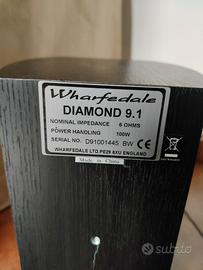 Wharfedale
DIAMOND 9.1
NOMINAL IMPEDANCE 6 OHMS
POWER HANDLING 100W
SERIAL NO. D91001445 BW
WHARFEDALE LTD.PE29 6XU ENGLAND
Made in China
subito